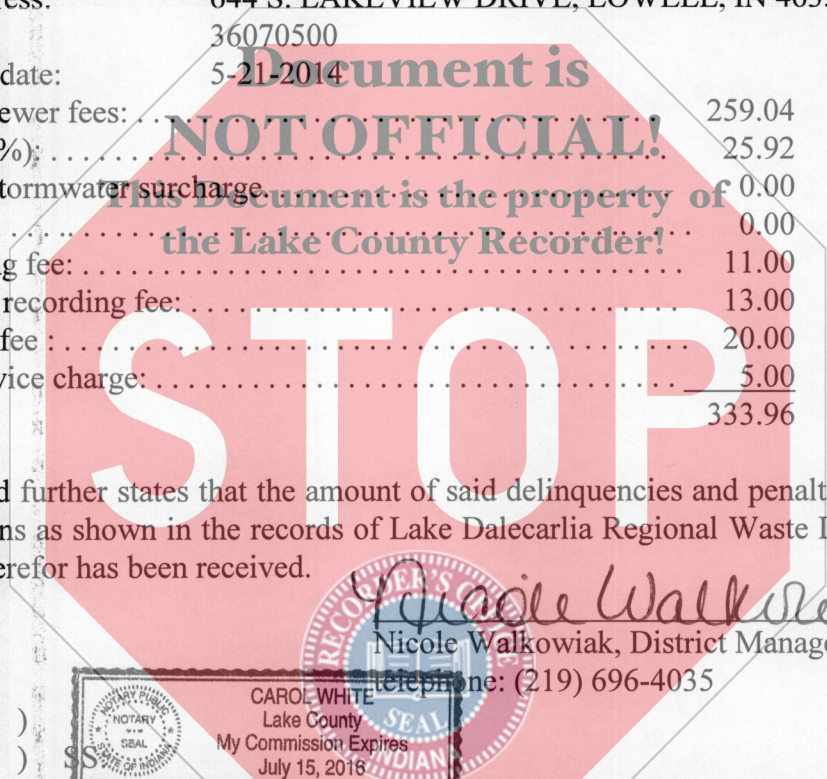 ress: 644 S. LAKEVIEW DRIVE, LOWELL, IN 463
36070500
date: 5-21-2014
Document is
ewer fees: 259.04
NOT OFFICIAL!
%): 25.92
tormwater surcharge 0.00
This Document is the property of
0.00
the Lake County Recorder!
g fee: 11.00
recording fee: 13.00
fee : 20.00
vice charge: 5.00
333.96
STOP
d further states that the amount of said delinquencies and penalt
ns as shown in the records of Lake Dalecarlia Regional Waste
erefor has been received.
Nicole Walkowiak
Nicole Walkowiak, District Manag
telephone: (219) 696-4035
RECORDER'S OFFICE
SEAL
INDIANA
)
) SS
NOTARY PUBLIC
NOTARY
SEAL
STATE OF INDIANA
CAROL WHITE
Lake County
My Commission Expires
July 15, 2016